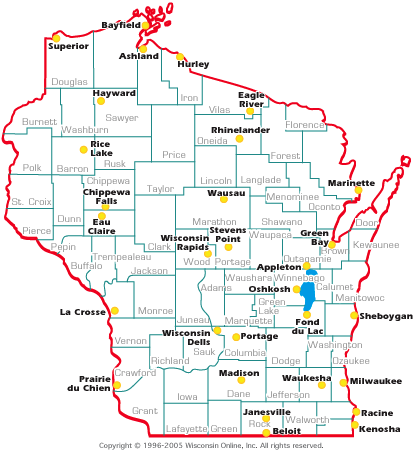 Bayfield
Superior
Ashland
Hurley
Douglas
Hayward
Iron
Eagle
River
Vilas
Burnett
Sawyer
Washburn
Florence
Rhinelander
Oneida
Rice
Lake
Price
Forest
Polk
Barron
Rusk
Chippewa
Lincoln
Langlade
Marinette
Taylor
Chippewa
Falls
Wausau
Menominee
Oconto
St. Croix
Dunn
Eau
Claire
Marathon
Shawano
Door
Pierce
Stevens
Point
Waupaca
Green
Bay
Wisconsin
Rapids
Pepin
Clark
Brown
Kewaunee
Trempealeau
Wood
Portage
Outagamie
Buffalo
Jackson
Appleton
Waushara
Winnebago
Adams
Oshkosh
Calumet
Manitowoc
Green
Lake
La Crosse
Monroe
Sheboygan
Juneau
Marquette
Fond
du Lac
Wisconsin
Dells
Portage
Vernon
Washington
Sauk
Columbia
Richland
Dodge
Ozaukee
Crawford
Prairie
du Chien
Madison
Waukesha
Milwaukee
Iowa
Dane
Jefferson
Grant
Janesville
Racine
Rock
Walworth
Lafayette
Green
Beloit
Kenosha
Copyright © 1996-2005 Wisconsin Online, Inc. All rights reserved.